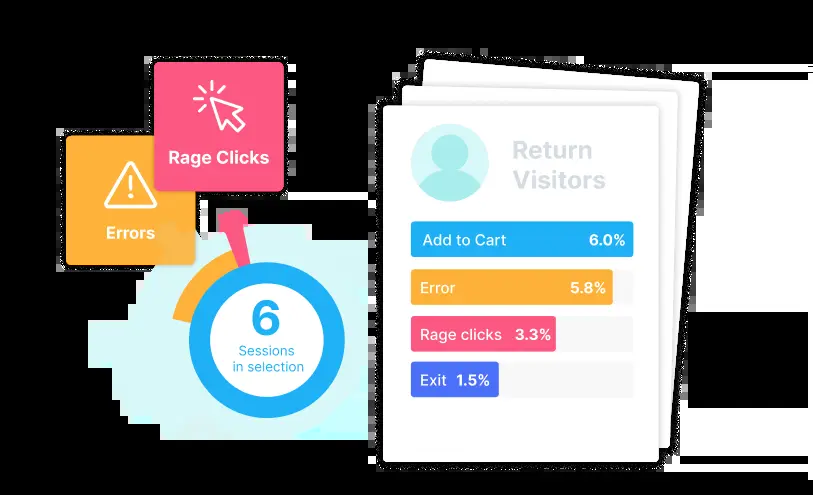 Rage Clicks
Errors
6
Sessions
in selection
Return
Visitors
Add to Cart 6.0%
Error 5.8%
Rage clicks 3.3%
Exit 1.5%